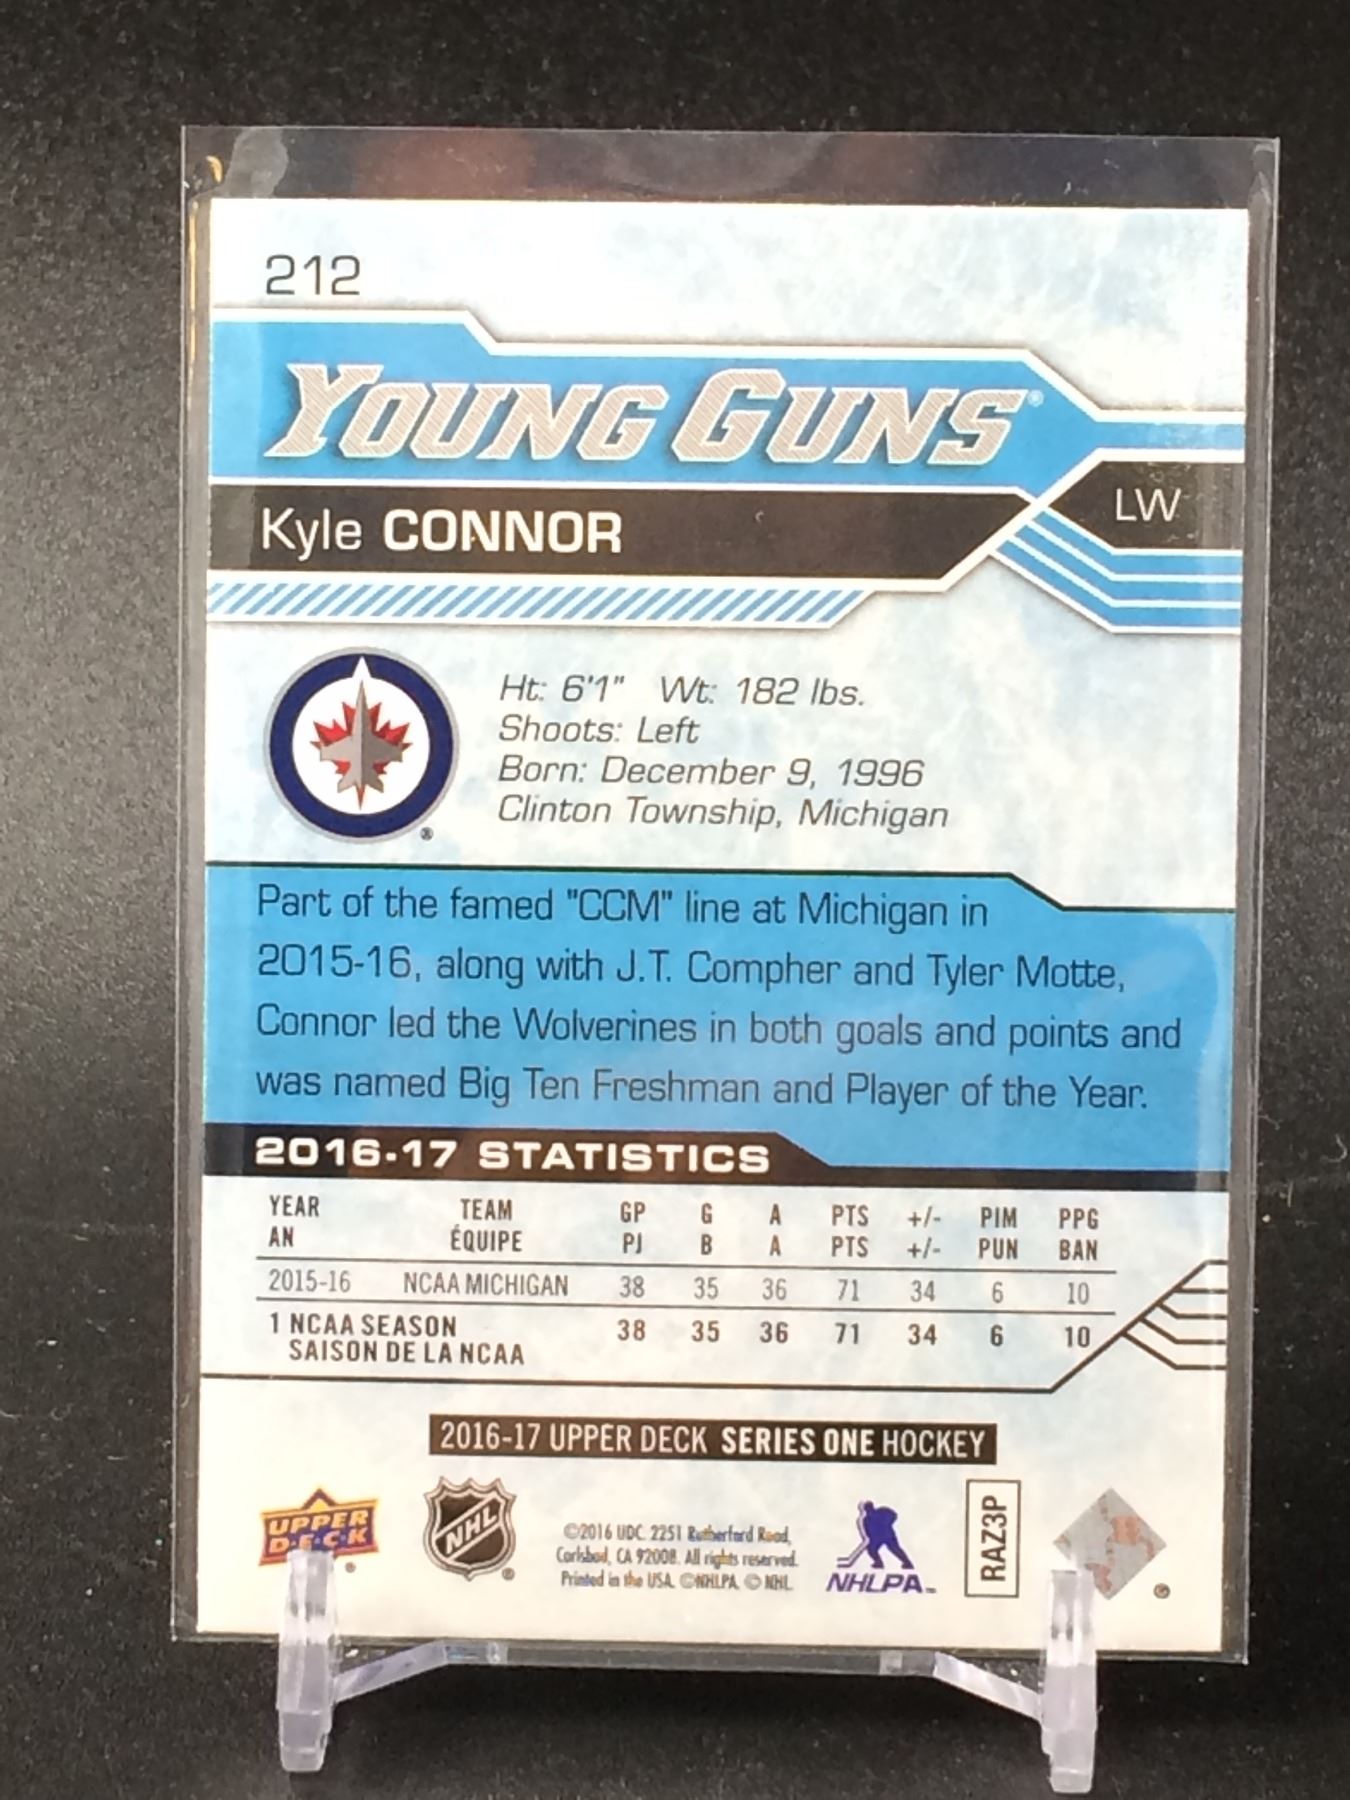 212
YOUNG GUNS®
Kyle CONNOR
LW
Ht: 6'1" Wt: 182 lbs.
Shoots: Left
Born: December 9, 1996
Clinton Township, Michigan
Part of the famed "CCM" line at Michigan in
2015-16, along with J.T. Compher and Tyler Motte,
Connor led the Wolverines in both goals and points and
was named Big Ten Freshman and Player of the Year.
2016-17 STATISTICS
YEAR TEAM GP G A PTS +/- PIM PPG
AN ÉQUIPE PJ B A PTS +/- PUN BAN
2015-16 NCAA MICHIGAN 38 35 36 71 34 6 10
1 NCAA SEASON 38 35 36 71 34 6 10
SAISON DE LA NCAA
2016-17 UPPER DECK SERIES ONE HOCKEY
UPPER
D·E·C·K
®
NHL
®
©2016 UDC. 2251 Rutherford Road,
Carlsbad, CA 92008. All rights reserved.
Printed in the USA. ©NHLPA. © NHL
NHLPA™
RAZ3P
®